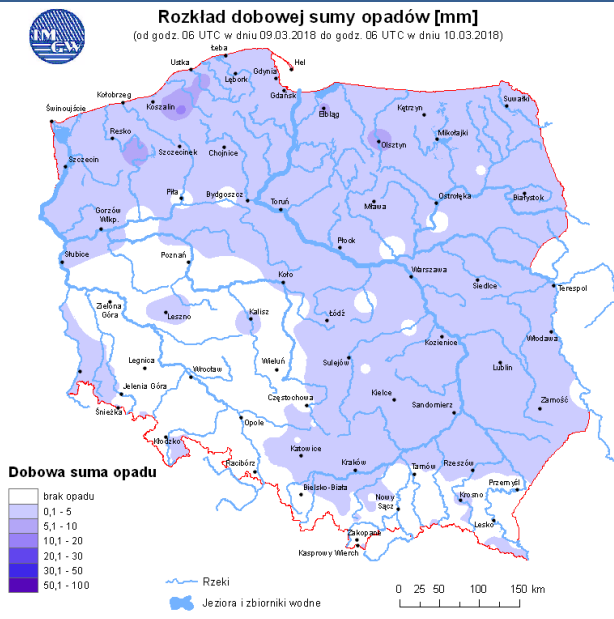 IM
GW
Rozkład dobowej sumy opadów [mm]
(od godz. 06 UTC w dniu 09.03.2018 do godz. 06 UTC w dniu 10.03.2018)
Łeba
Ustka
Hel
Lębork
Gdynia
Gdańsk
Kołobrzeg
Koszalin
Suwałki
Świnoujście
Elbląg
Kętrzyn
Resko
Mikołajki
Olsztyn
Szczecin
Szczecinek
Chojnice
Piła
Bydgoszcz
Toruń
Mława
Ostrołęka
Białystok
Gorzów
Wlkp.
Płock
Słubice
Poznań
Koło
Warszawa
Siedlce
Terespol
Zielona
Góra
Leszno
Kalisz
Łódź
Kozienice
Włodawa
Legnica
Wrocław
Wieluń
Sulejów
Lublin
Jelenia Góra
Śnieżka
Częstochowa
Kielce
Sandomierz
Zamość
Opole
Kłodzko
Katowice
Racibórz
Kraków
Tarnów
Rzeszów
Przemyśl
Bielsko-Biała
Nowy
Sącz
Krosno
Lesko
Zakopane
Kasprowy Wierch
Dobowa suma opadu
brak opadu
0,1 - 5
5,1 - 10
10,1 - 20
20,1 - 30
30,1 - 50
50,1 - 100
Rzeki
Jeziora i zbiorniki wodne
0 25 50 100 150 km